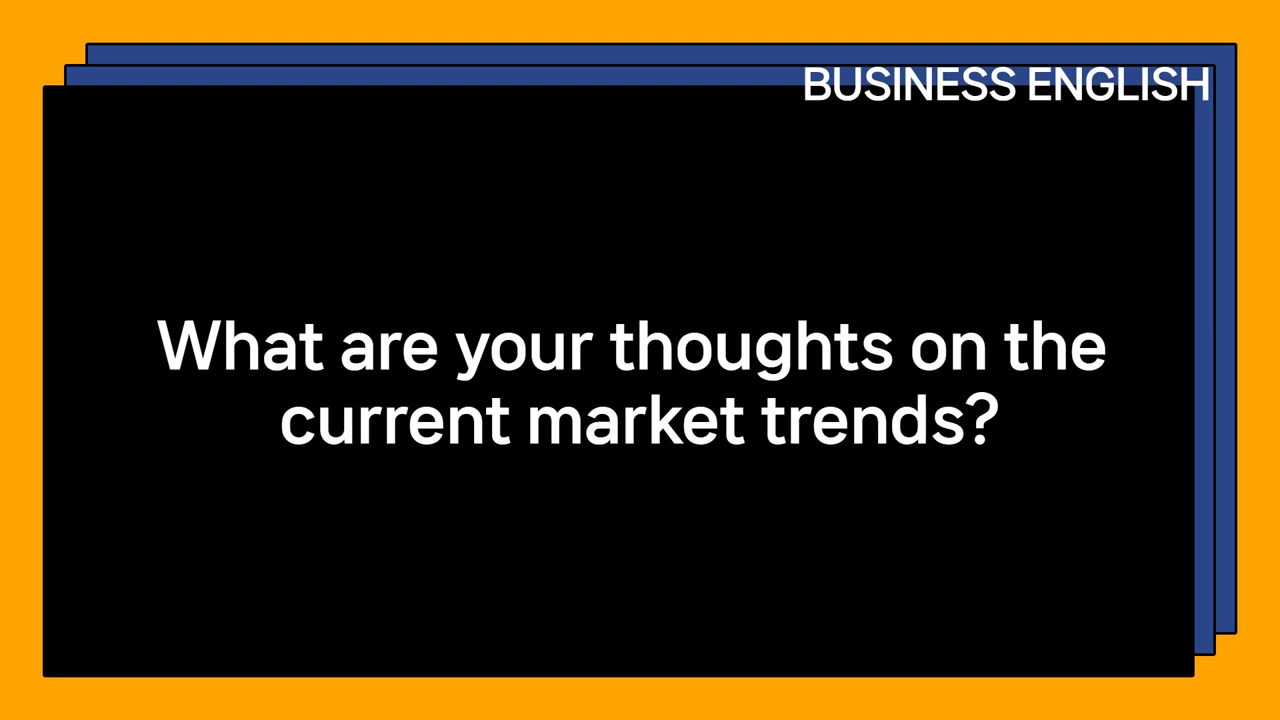 BUSINESS ENGLISH
What are your thoughts on the
current market trends?